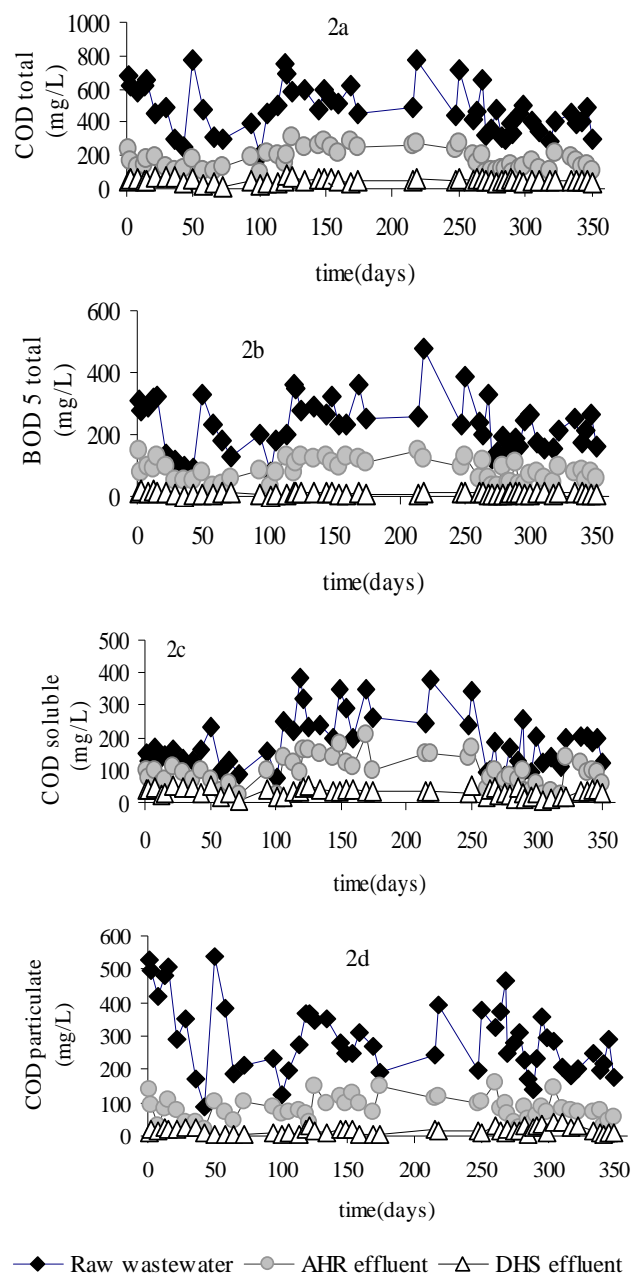 2a
COD total
(mg/L)
1000
800
600
400
200
0
0 50 100 150 200 250 300 350
time(days)
2b
BOD 5 total
(mg/L)
600
400
200
0
0 50 100 150 200 250 300 350
time(days)
2c
COD soluble
(mg/L)
500
400
300
200
100
0
0 50 100 150 200 250 300 350
time(days)
2d
COD particulate
(mg/L)
600
500
400
300
200
100
0
0 50 100 150 200 250 300 350
time(days)
Raw wastewater AHR effluent DHS effluent